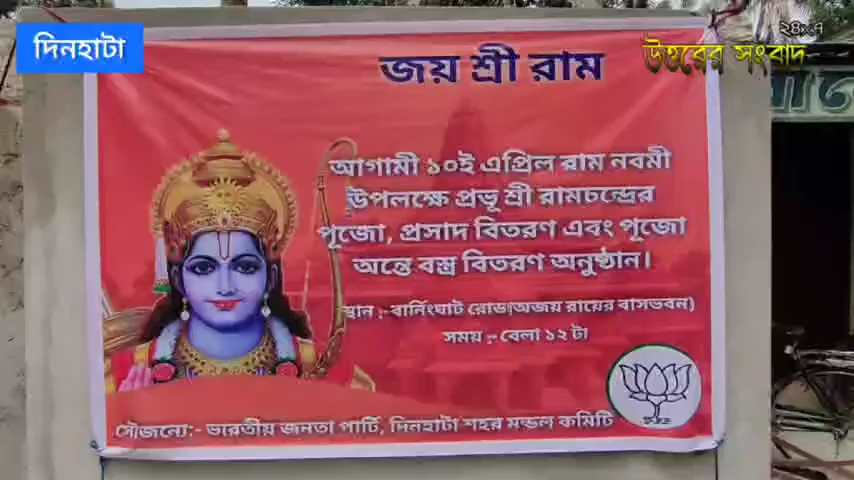 দিনহাটা
২৪x৭
উত্তরের সংবাদ
জয় শ্রী রাম
আগামী ১০ই এপ্রিল রাম নবমী
উপলক্ষে প্রভূ শ্রী রামচন্দ্রের
পূজো, প্রসাদ বিতরণ এবং পূজো
অন্তে বস্ত্র বিতরণ অনুষ্ঠান।
স্থান :- বার্নিংঘাট রোড(অজয় রায়ের বাসভবন)
সময় :- বেলা ১২ টা
সৌজন্যে:- ভারতীয় জনতা পার্টি, দিনহাটা শহর মন্ডল কমিটি